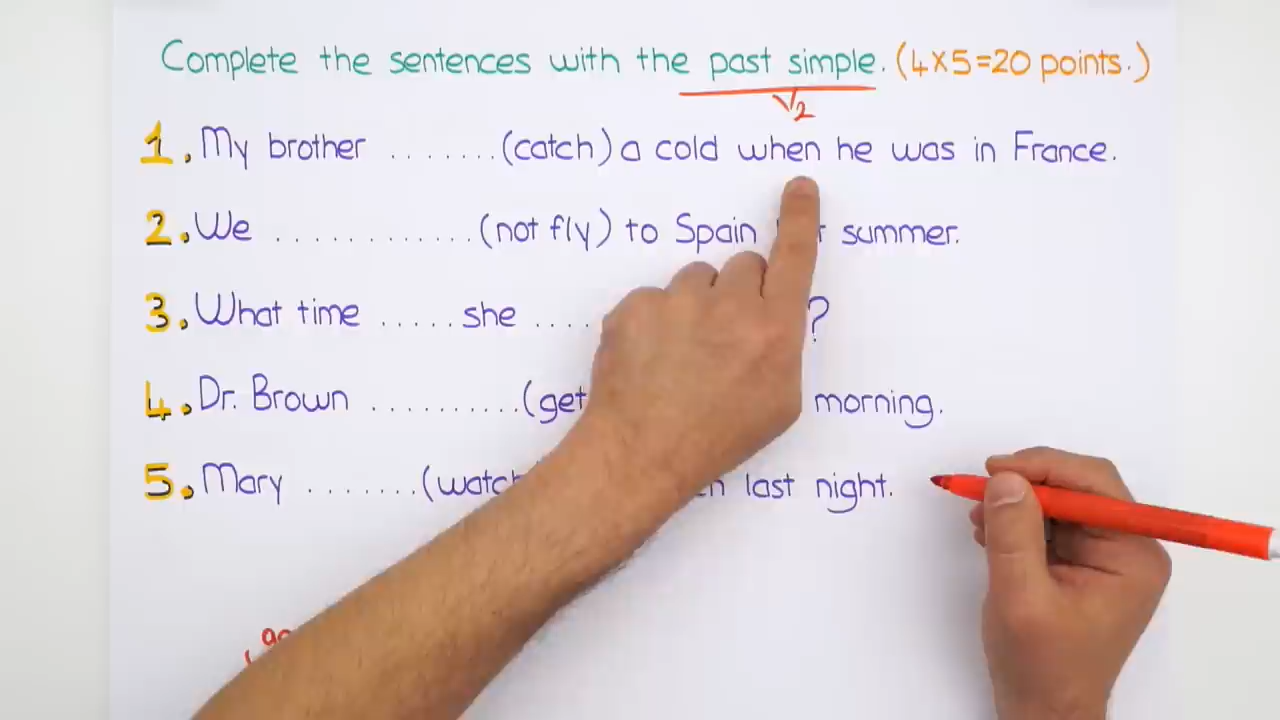 Complete the sentences with the past simple. (4x5=20 points.)
V2
1. My brother ....... (catch) a cold when he was in France.
2. We ............ (not fly) to Spain summer.
3. What time ..... she .... ?
4. Dr. Brown .......... (get morning.
5. Mary ....... (watch last night.